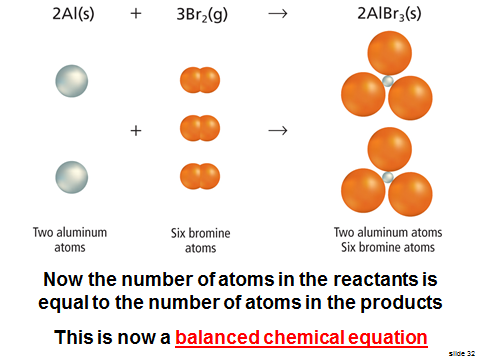 2Al(s) + 3Br₂(g) → 2AlBr₃(s)
+ →
Two aluminum atoms
Six bromine atoms
Two aluminum atoms
Six bromine atoms
Now the number of atoms in the reactants is
equal to the number of atoms in the products
This is now a balanced chemical equation
slide 32